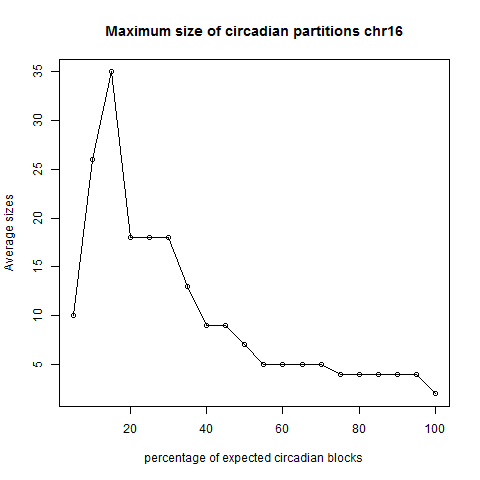 Maximum size of circadian partitions chr16
Average sizes
35
30
25
20
15
10
5
20 40 60 80 100
percentage of expected circadian blocks